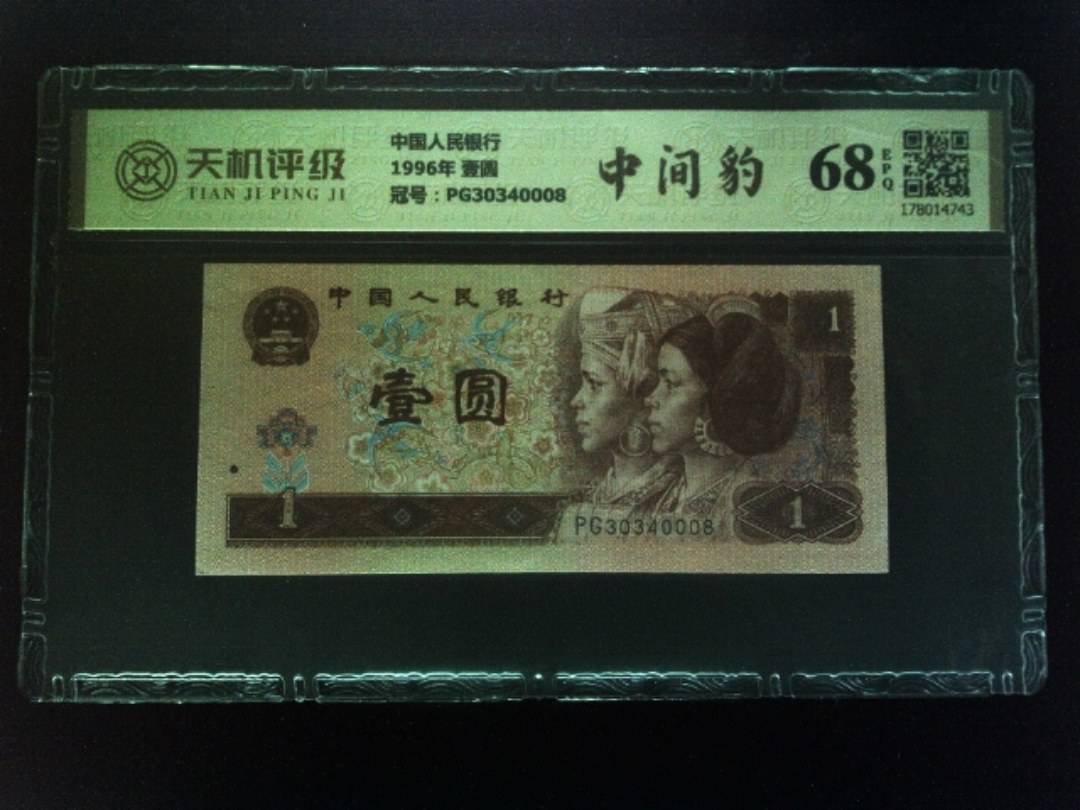 天机评级
TIAN JI PING JI
中国人民银行
1996年 壹圆
冠号：PG30340008
中间豹
68
EPQ
178014743
中国人民银行
壹圆
1
1
1
PG30340008